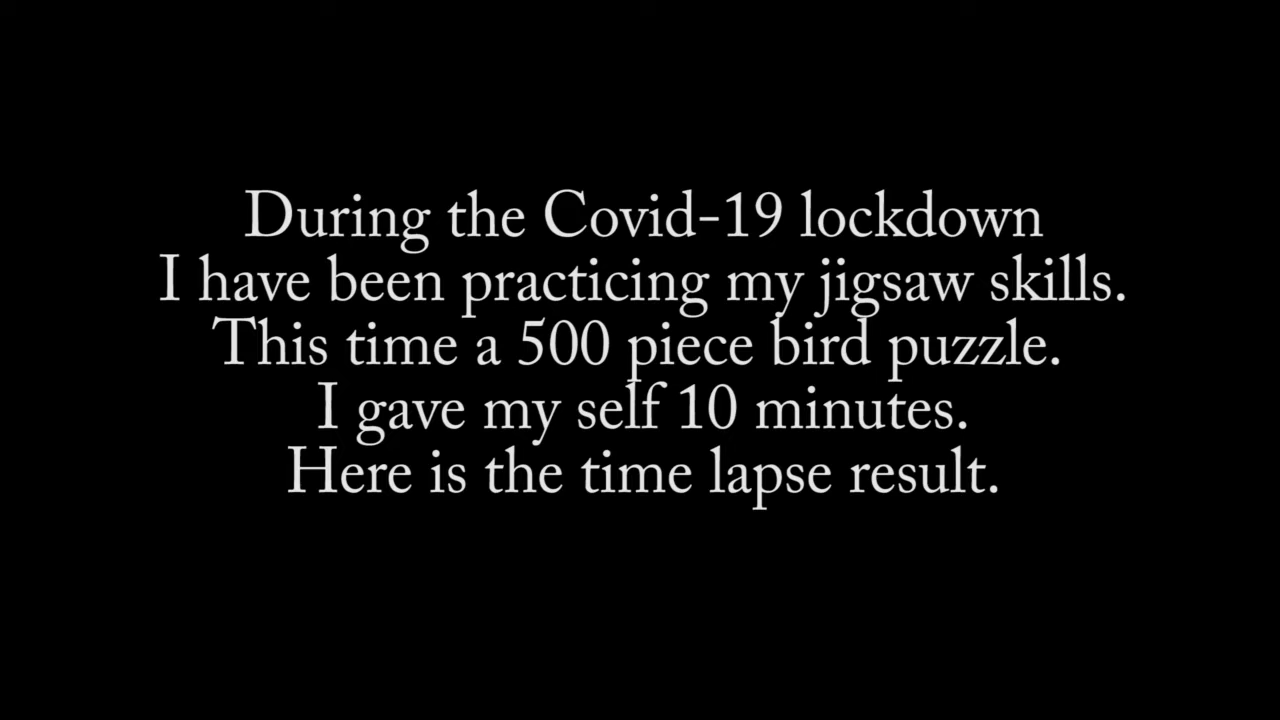 During the Covid-19 lockdown
I have been practicing my jigsaw skills.
This time a 500 piece bird puzzle.
I gave my self 10 minutes.
Here is the time lapse result.